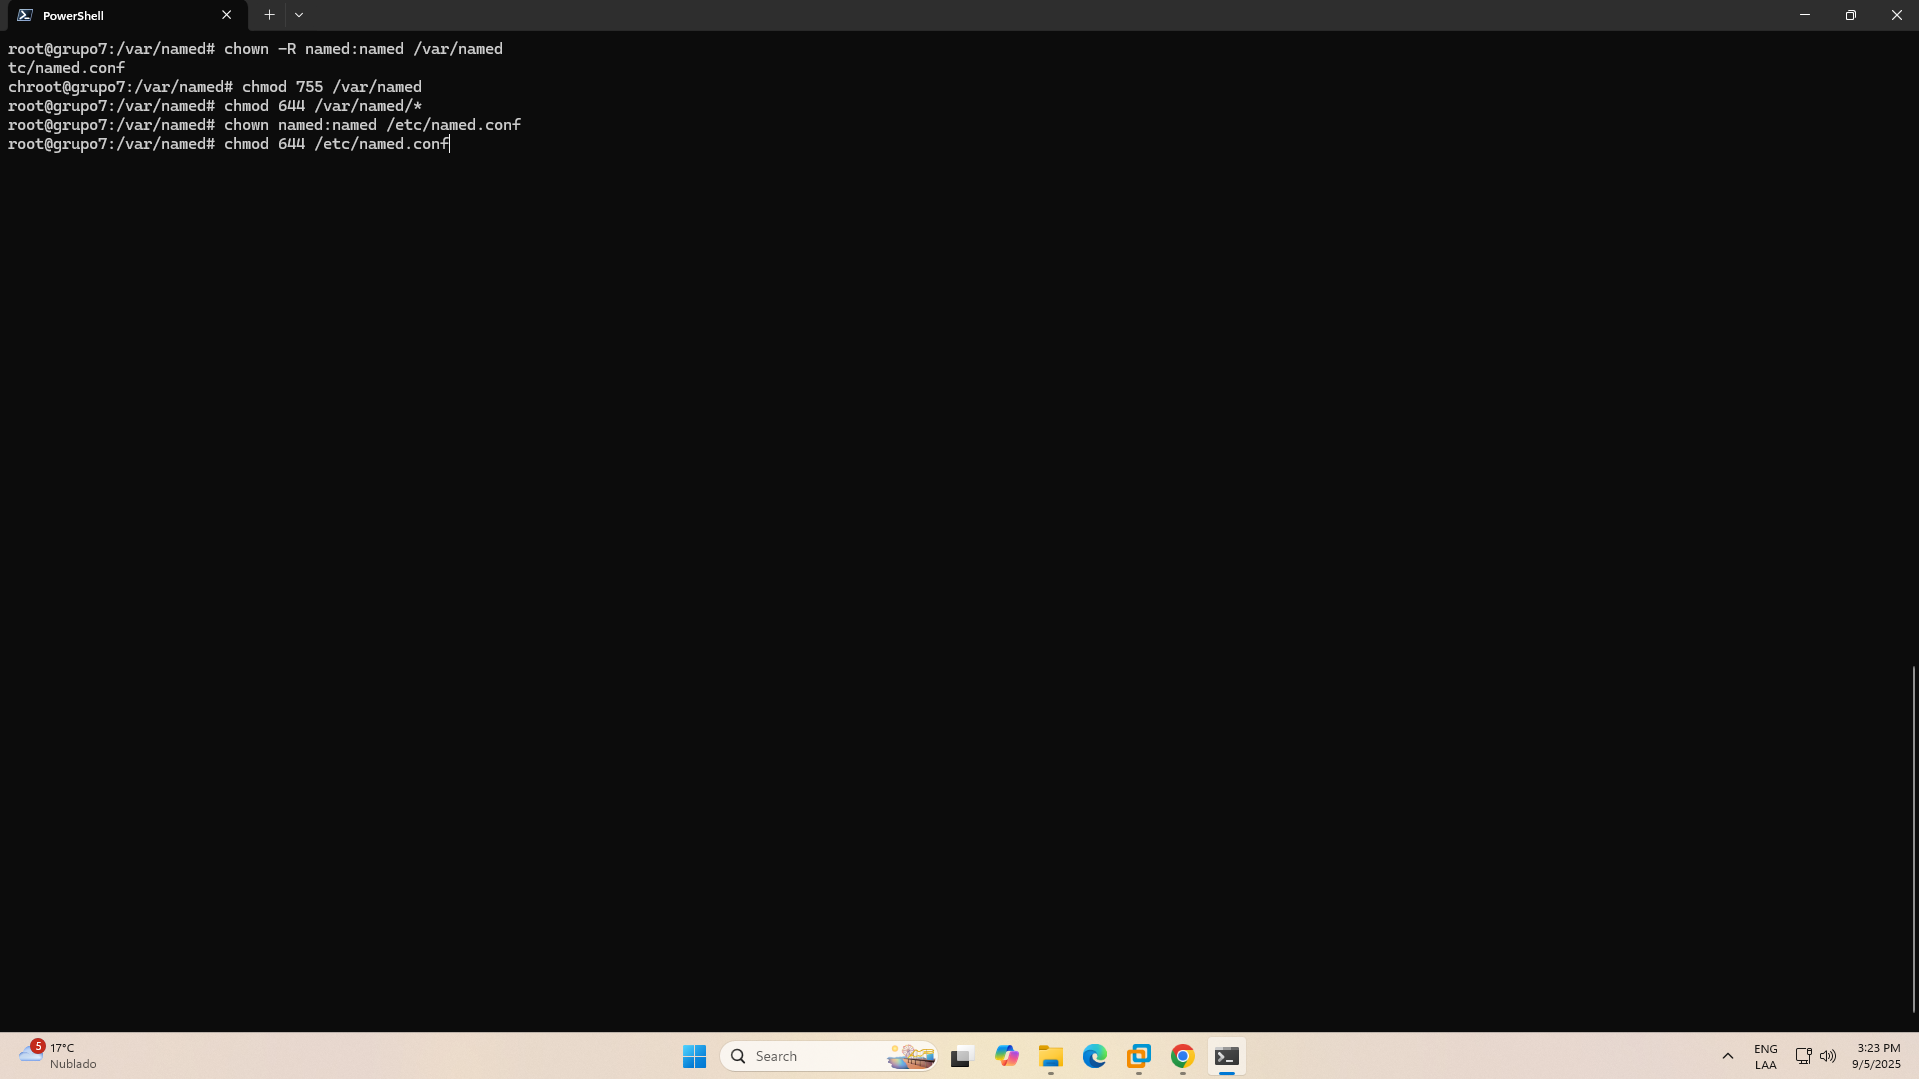 PowerShell
root@grupo7:/var/named# chown -R named:named /var/named
tc/named.conf
chroot@grupo7:/var/named# chmod 755 /var/named
root@grupo7:/var/named# chmod 644 /var/named/*
root@grupo7:/var/named# chown named:named /etc/named.conf
root@grupo7:/var/named# chmod 644 /etc/named.conf
5
17°C
Nublado
Search
ENG
LAA
3:23 PM
9/5/2025